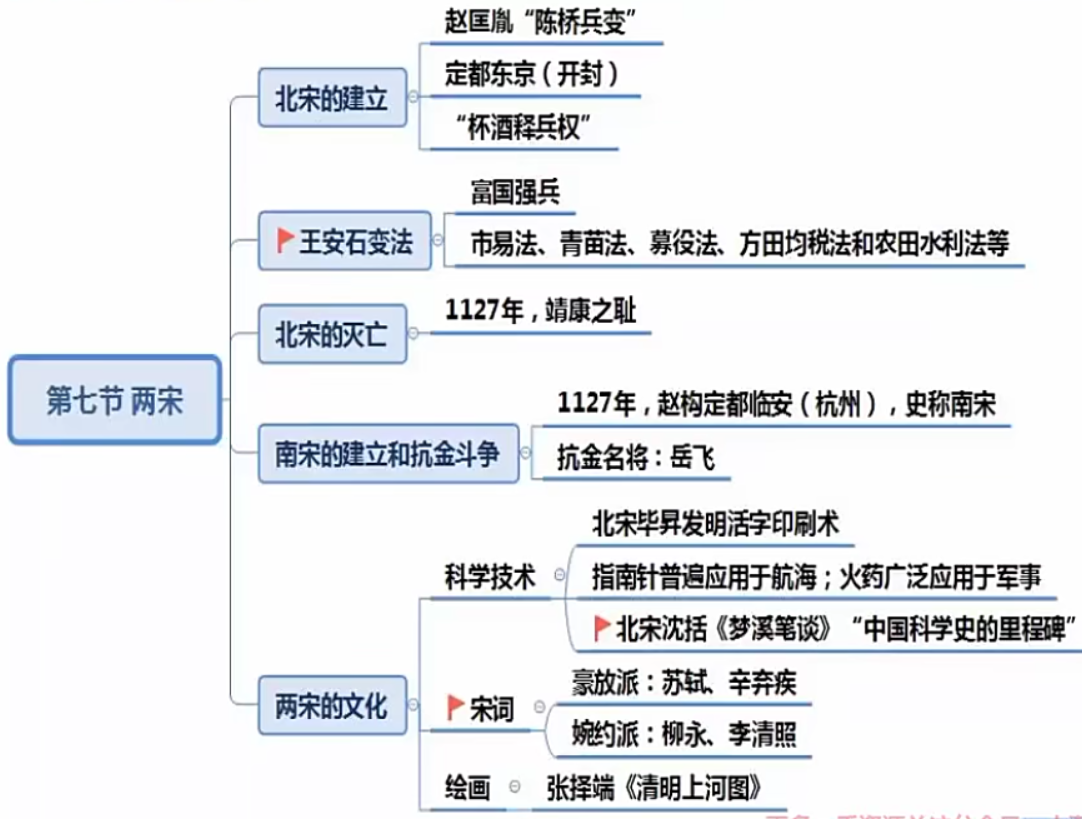 第七节 两宋
北宋的建立
赵匡胤“陈桥兵变”
定都东京（开封）
“杯酒释兵权”
王安石变法
富国强兵
市易法、青苗法、募役法、方田均税法和农田水利法等
北宋的灭亡
1127年，靖康之耻
南宋的建立和抗金斗争
1127年，赵构定都临安（杭州），史称南宋
抗金名将：岳飞
两宋的文化
科学技术
北宋毕昇发明活字印刷术
指南针普遍应用于航海；火药广泛应用于军事
北宋沈括《梦溪笔谈》“中国科学史的里程碑”
宋词
豪放派：苏轼、辛弃疾
婉约派：柳永、李清照
绘画
张择端《清明上河图》